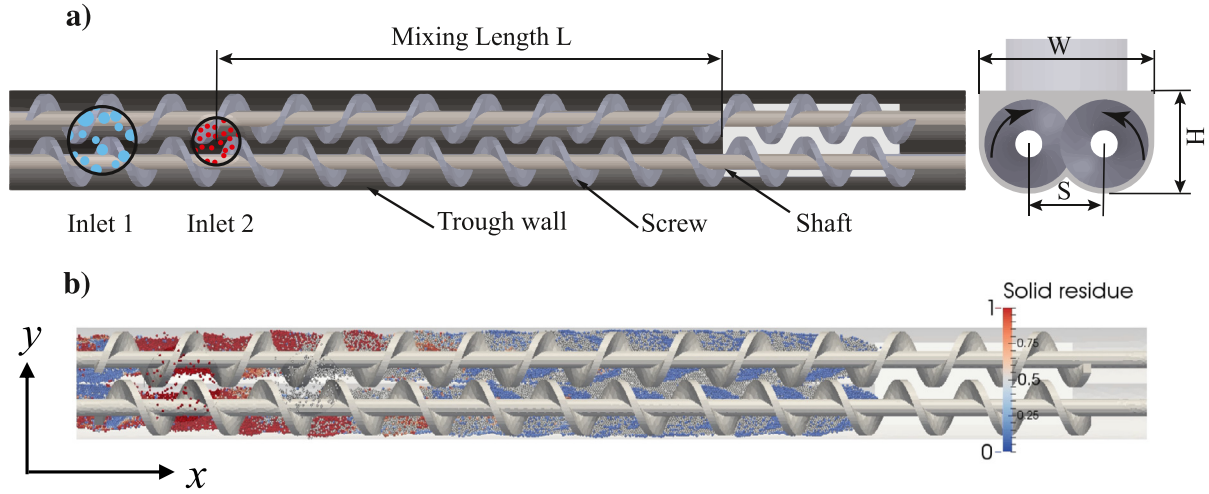 a)
Mixing Length L
W
H
S
Inlet 1
Inlet 2
Trough wall
Screw
Shaft
b)
Solid residue
1
0.75
0.5
0.25
0
y
x